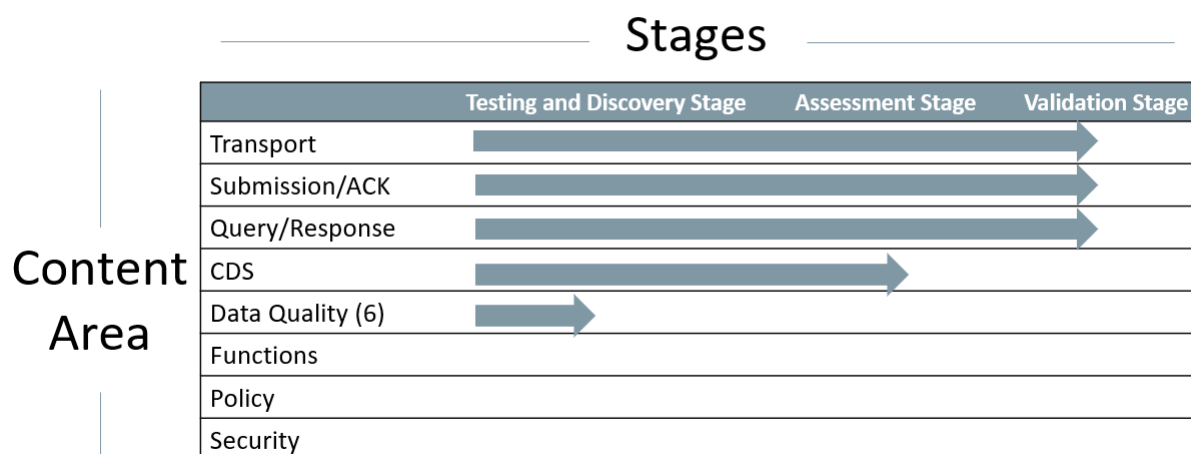 Stages
Testing and Discovery Stage Assessment Stage Validation Stage
Transport
Submission/ACK
Query/Response
Content
Area
CDS
Data Quality (6)
Functions
Policy
Security